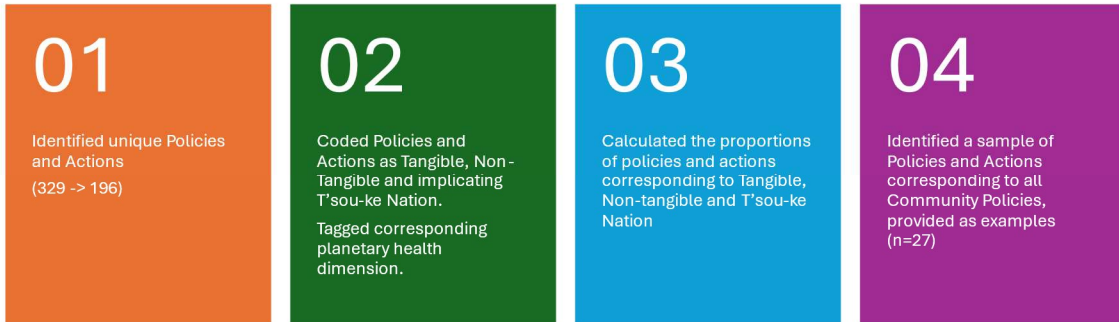 01
Identified unique Policies
and Actions
(329 -> 196)
02
Coded Policies and
Actions as Tangible, Non-
Tangible and implicating
T'sou-ke Nation.
Tagged corresponding
planetary health
dimension.
03
Calculated the proportions
of policies and actions
corresponding to Tangible,
Non-tangible and T'sou-ke
Nation
04
Identified a sample of
Policies and Actions
corresponding to all
Community Policies,
provided as examples
(n=27)